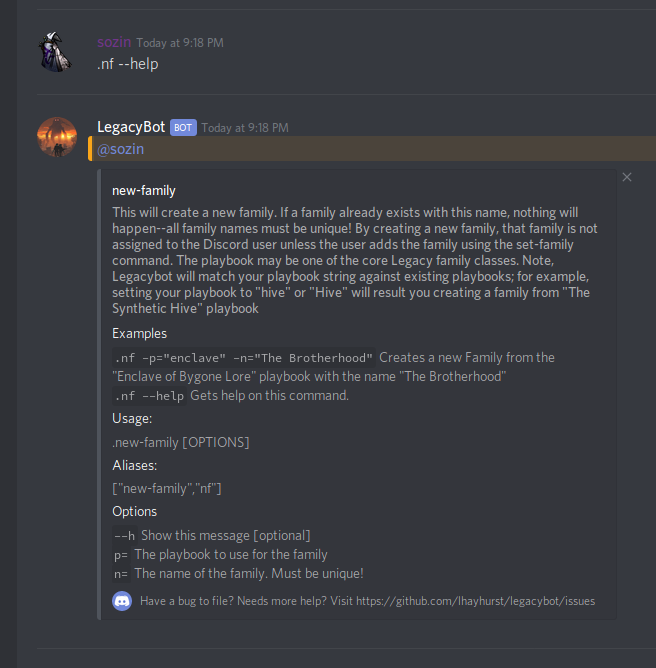 sozin Today at 9:18 PM
.nf --help
LegacyBot BOT Today at 9:18 PM
@sozin
new-family
This will create a new family. If a family already exists with this name, nothing will
happen--all family names must be unique! By creating a new family, that family is not
assigned to the Discord user unless the user adds the family using the set-family
command. The playbook may be one of the core Legacy family classes. Note,
Legacybot will match your playbook string against existing playbooks; for example,
setting your playbook to "hive" or "Hive" will result you creating a family from "The
Synthetic Hive" playbook
Examples
.nf -p="enclave" -n="The Brotherhood" Creates a new Family from the
"Enclave of Bygone Lore" playbook with the name "The Brotherhood"
.nf --help Gets help on this command.
Usage:
.new-family [OPTIONS]
Aliases:
["new-family","nf"]
Options
--h Show this message [optional]
p= The playbook to use for the family
n= The name of the family. Must be unique!
Have a bug to file? Needs more help? Visit https://github.com/lhayhurst/legacybot/issues